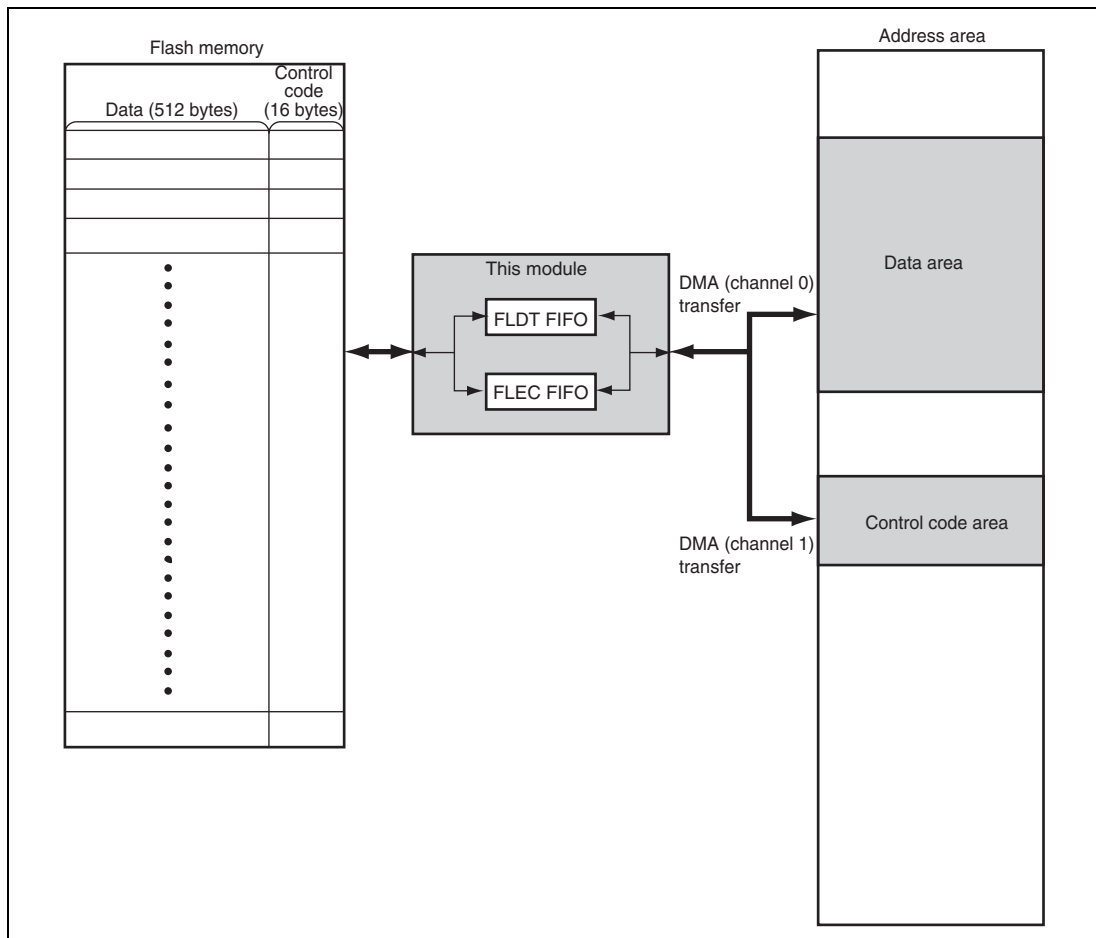 Flash memory
Data (512 bytes)
Control
code
(16 bytes)
This module
FLDT FIFO
FLEC FIFO
DMA (channel 0)
transfer
DMA (channel 1)
transfer
Address area
Data area
Control code area